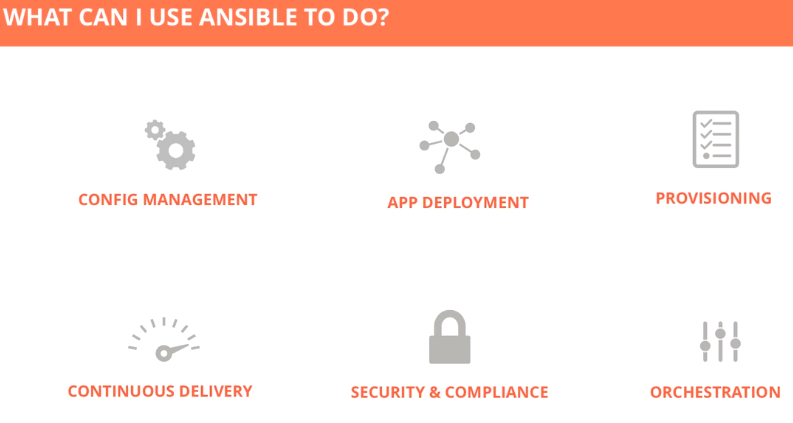 WHAT CAN I USE ANSIBLE TO DO?
CONFIG MANAGEMENT
APP DEPLOYMENT
PROVISIONING
CONTINUOUS DELIVERY
SECURITY & COMPLIANCE
ORCHESTRATION